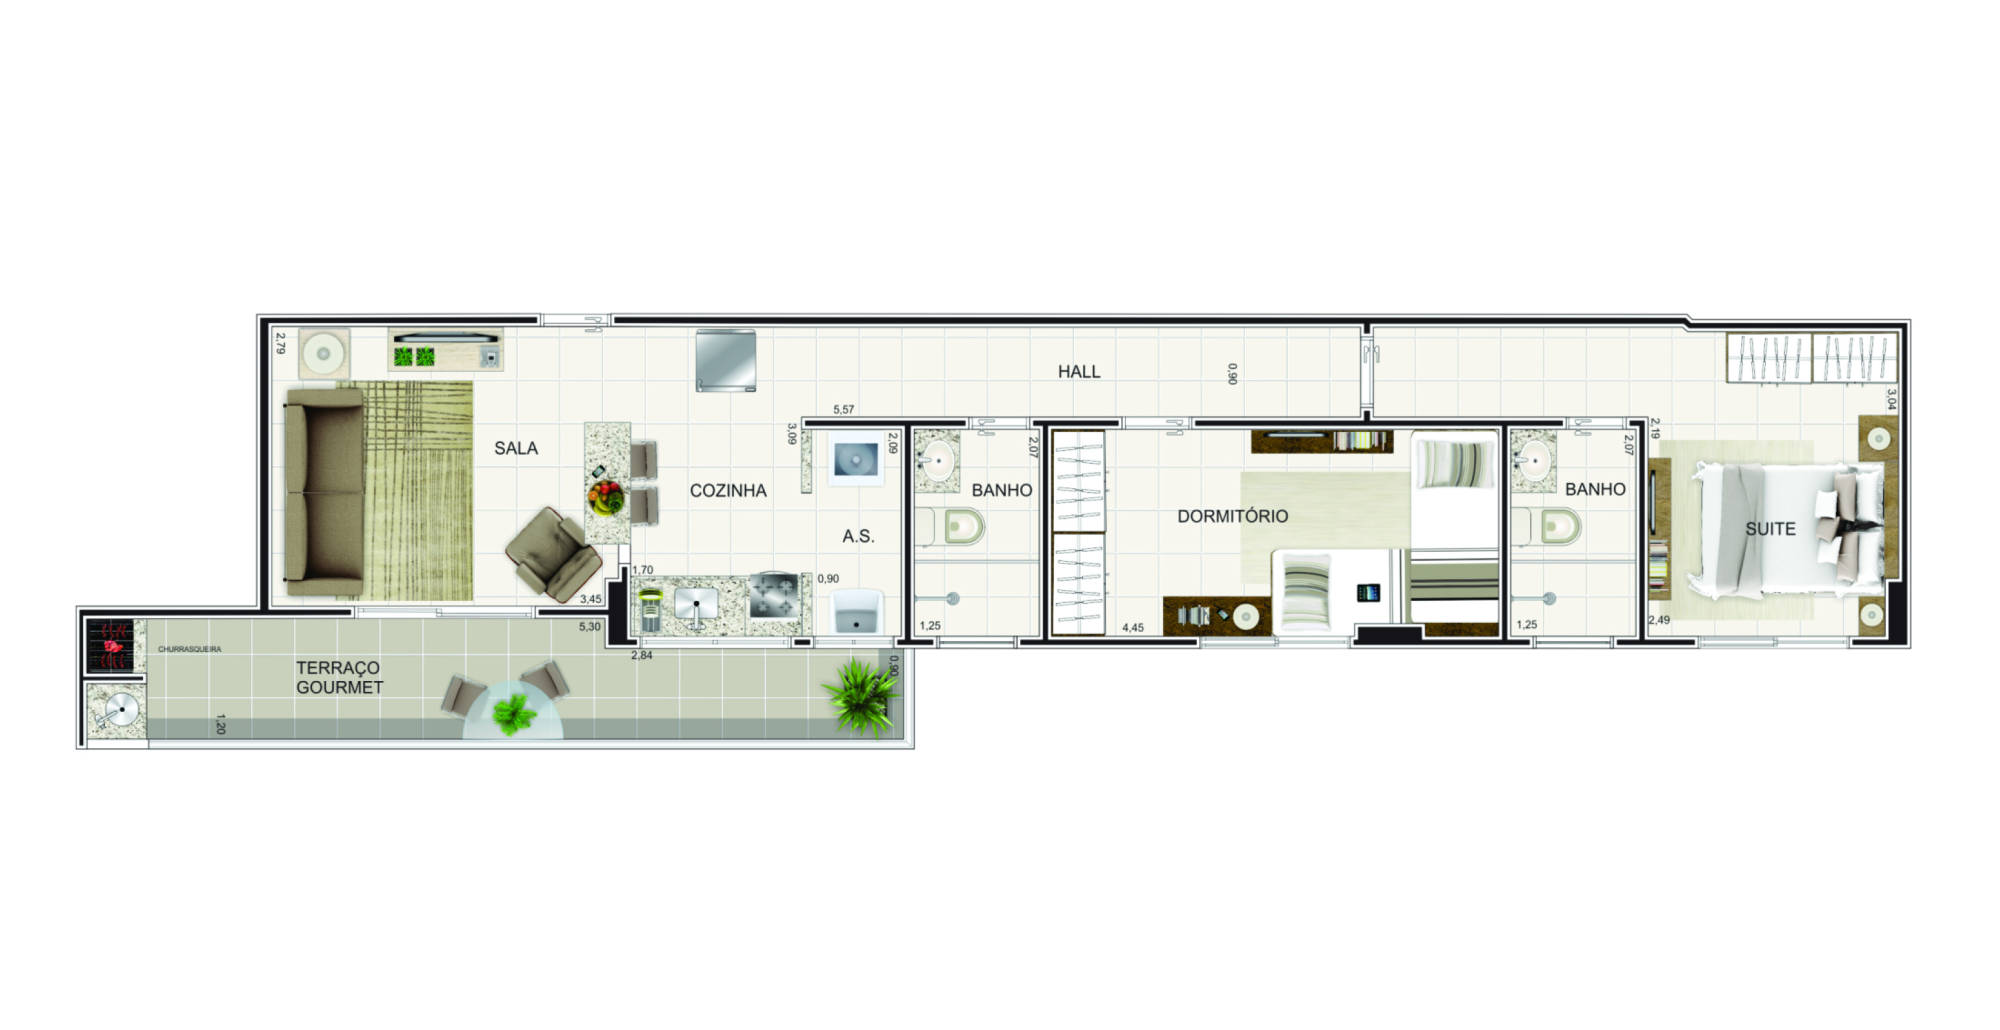 2,79
HALL
0,90
5,57
3,04
SALA
3,09
2,09
2,07
2,19
2,07
COZINHA
BANHO
BANHO
DORMITÓRIO
SUITE
A.S.
1,70
0,90
3,45
5,30
1,25
4,45
1,25
2,49
CHURRASQUEIRA
2,84
0,90
TERRAÇO
GOURMET
1,20